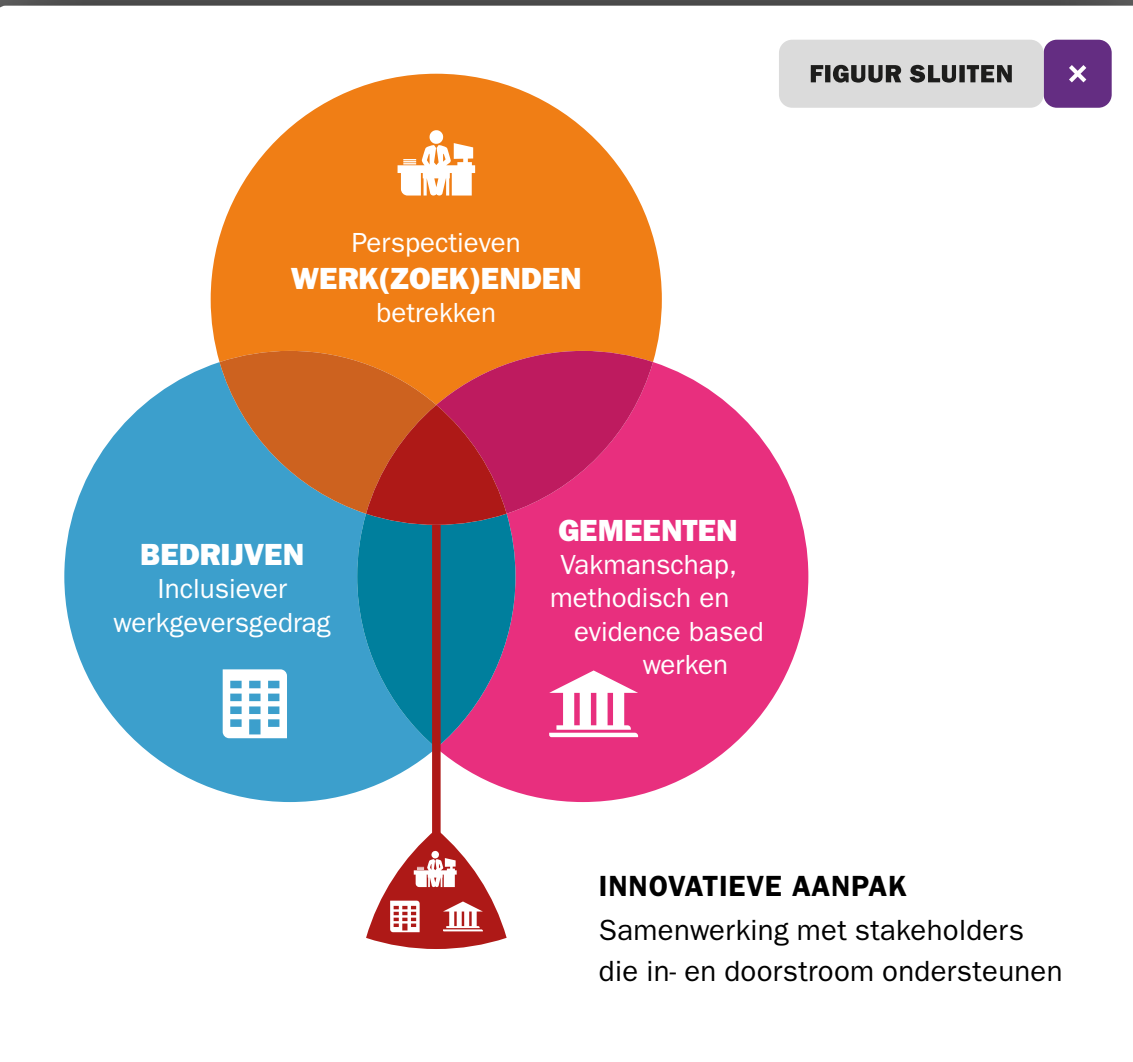 FIGUUR SLUITEN ×
Perspectieven
WERK(ZOEK)ENDEN
betrekken
BEDRIJVEN
Inclusiever
werkgeversgedrag
GEMEENTEN
Vakmanschap,
methodisch en
evidence based
werken
INNOVATIEVE AANPAK
Samenwerking met stakeholders
die in- en doorstroom ondersteunen